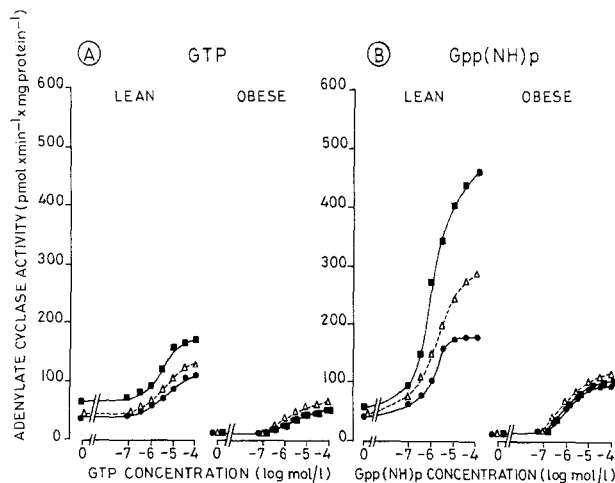 A GTP
LEAN OBESE
B Gpp(NH)p
LEAN OBESE
ADENYLATE CYCLASE ACTIVITY (pmol x min⁻¹ x mg protein⁻¹)
600
500
400
300
200
100
0
0 -7 -6 -5 -4
-7 -6 -5 -4
GTP CONCENTRATION (log mol/l)
600
500
400
300
200
100
0
0 -7 -6 -5 -4
0 -7 -6 -5 -4
Gpp(NH)p CONCENTRATION (log mol/l)